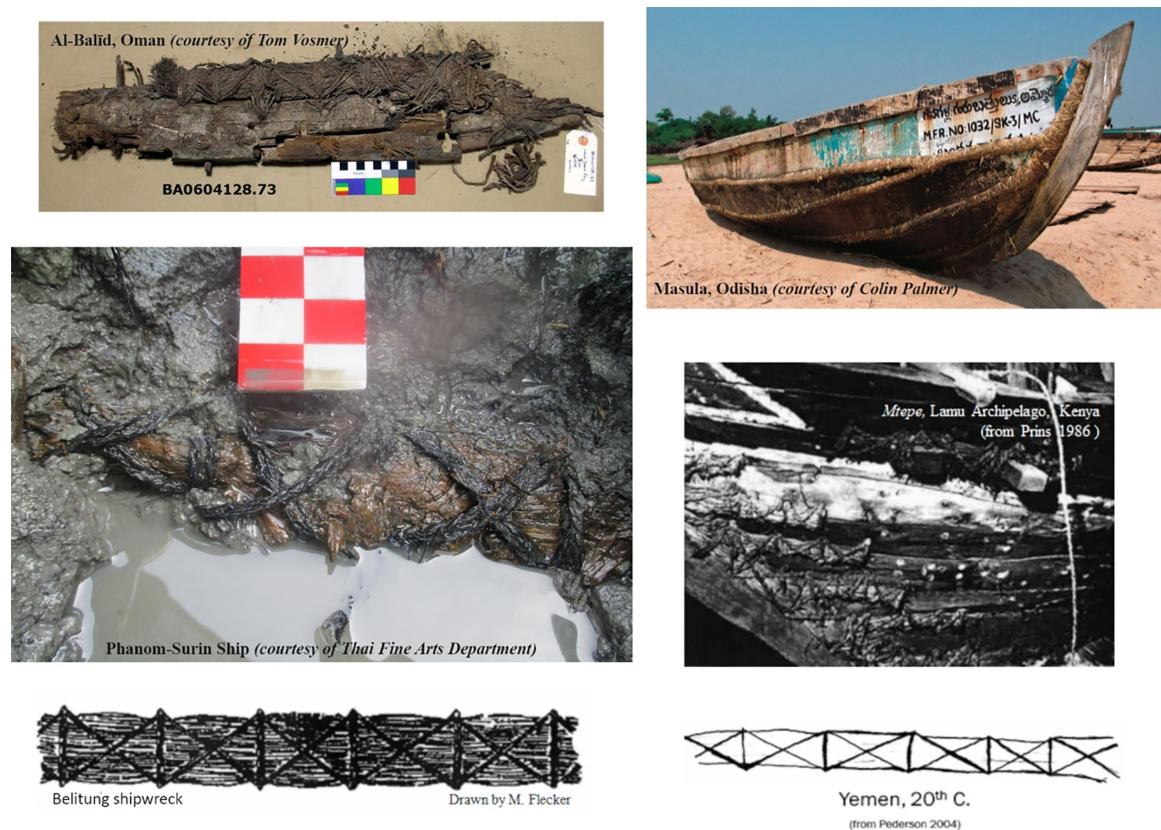 Al-Balīd, Oman (courtesy of Tom Vosmer)
BA0604128.73
M.F.R. NO: 1032/SK-3/MC
Masula, Odisha (courtesy of Colin Palmer)
Phanom-Surin Ship (courtesy of Thai Fine Arts Department)
Mtepe, Lamu Archipelago, Kenya
(from Prins 1986 )
Belitung shipwreck
Drawn by M. Flecker
Yemen, 20th C.
(from Pederson 2004)